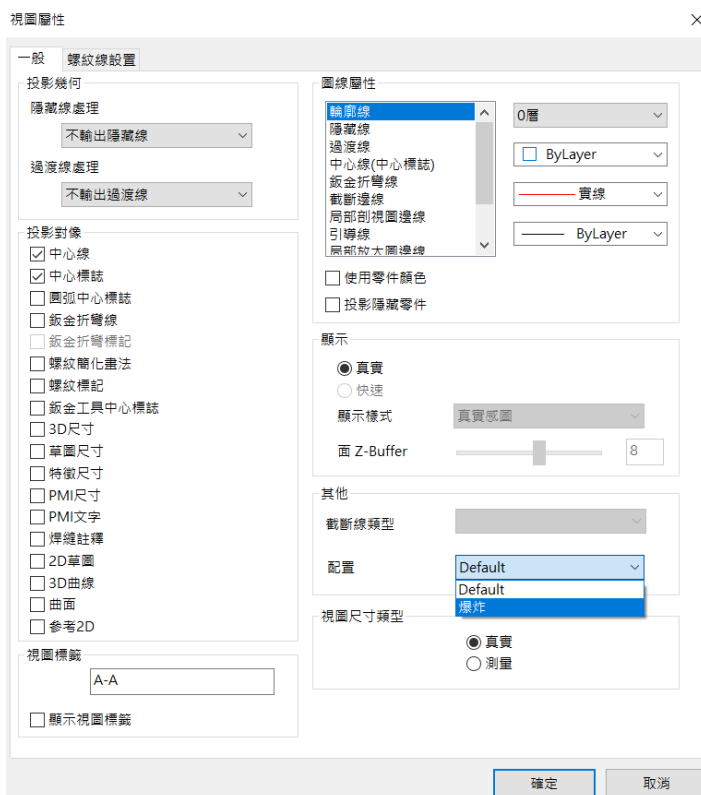 視圖屬性
一般
螺紋線設置
投影幾何
隱藏線處理
不輸出隱藏線
過渡線處理
不輸出過渡線
投影對像
中心線
中心標誌
圓弧中心標誌
鈑金折彎線
鈑金折彎標記
螺紋簡化畫法
螺紋標記
鈑金工具中心標誌
3D尺寸
草圖尺寸
特徵尺寸
PMI尺寸
PMI文字
焊縫註釋
2D草圖
3D曲線
曲面
參考2D
視圖標籤
A-A
顯示視圖標籤
圖線屬性
輪廓線
隱藏線
過渡線
中心線(中心標誌)
鈑金折彎線
截斷邊線
局部剖視圖邊線
引導線
局部放大圖邊線
0層
ByLayer
實線
ByLayer
使用零件顏色
投影隱藏零件
顯示
真實
快速
顯示樣式
真實感圖
面 Z-Buffer
8
其他
截斷線類型
配置
Default
Default
爆炸
視圖尺寸類型
真實
測量
確定
取消